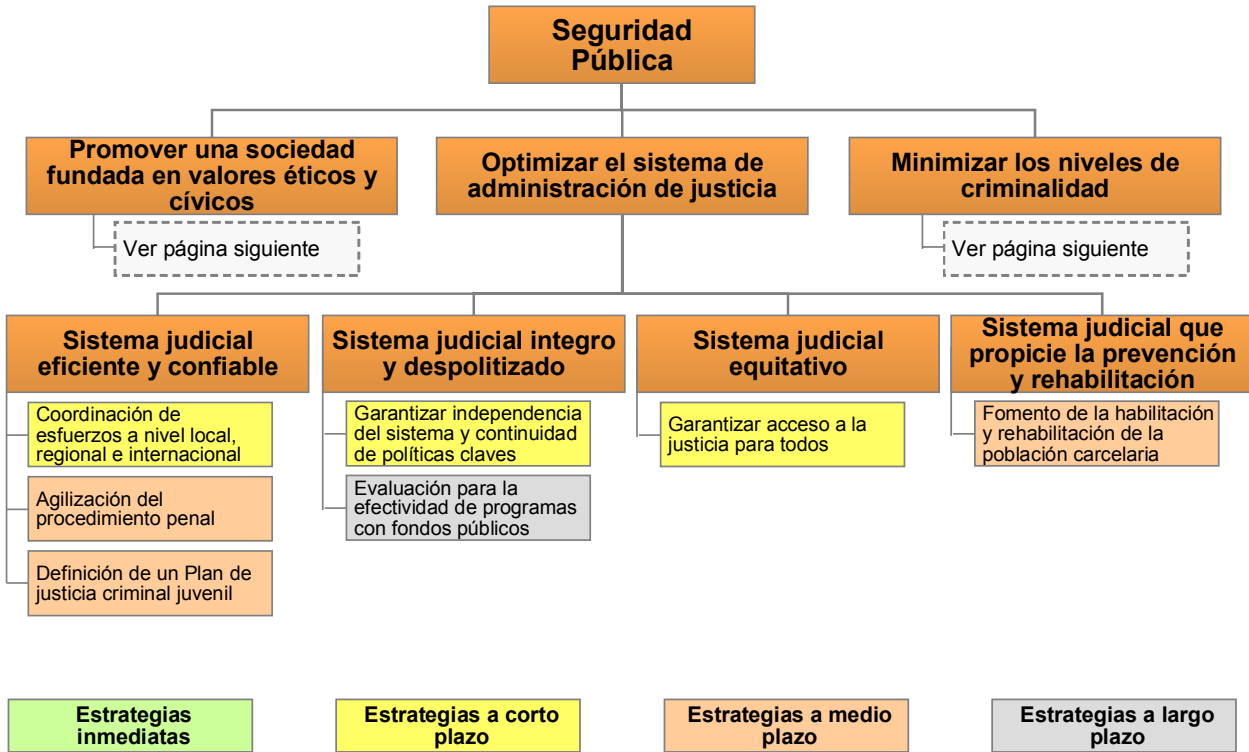 Seguridad
Pública
Promover una sociedad
fundada en valores éticos y
cívicos
Optimizar el sistema de
administración de justicia
Minimizar los niveles de
criminalidad
Ver página siguiente
Ver página siguiente
Sistema judicial
eficiente y confiable
Sistema judicial integro
y despolitizado
Sistema judicial
equitativo
Sistema judicial que
propicie la prevención
y rehabilitación
Coordinación de
esfuerzos a nivel local,
regional e internacional
Garantizar independencia
del sistema y continuidad
de políticas claves
Garantizar acceso a la
justicia para todos
Fomento de la habilitación
y rehabilitación de la
población carcelaria
Agilización del
procedimiento penal
Evaluación para la
efectividad de programas
con fondos públicos
Definición de un Plan de
justicia criminal juvenil
Estrategias
inmediatas
Estrategias a corto
plazo
Estrategias a medio
plazo
Estrategias a largo
plazo